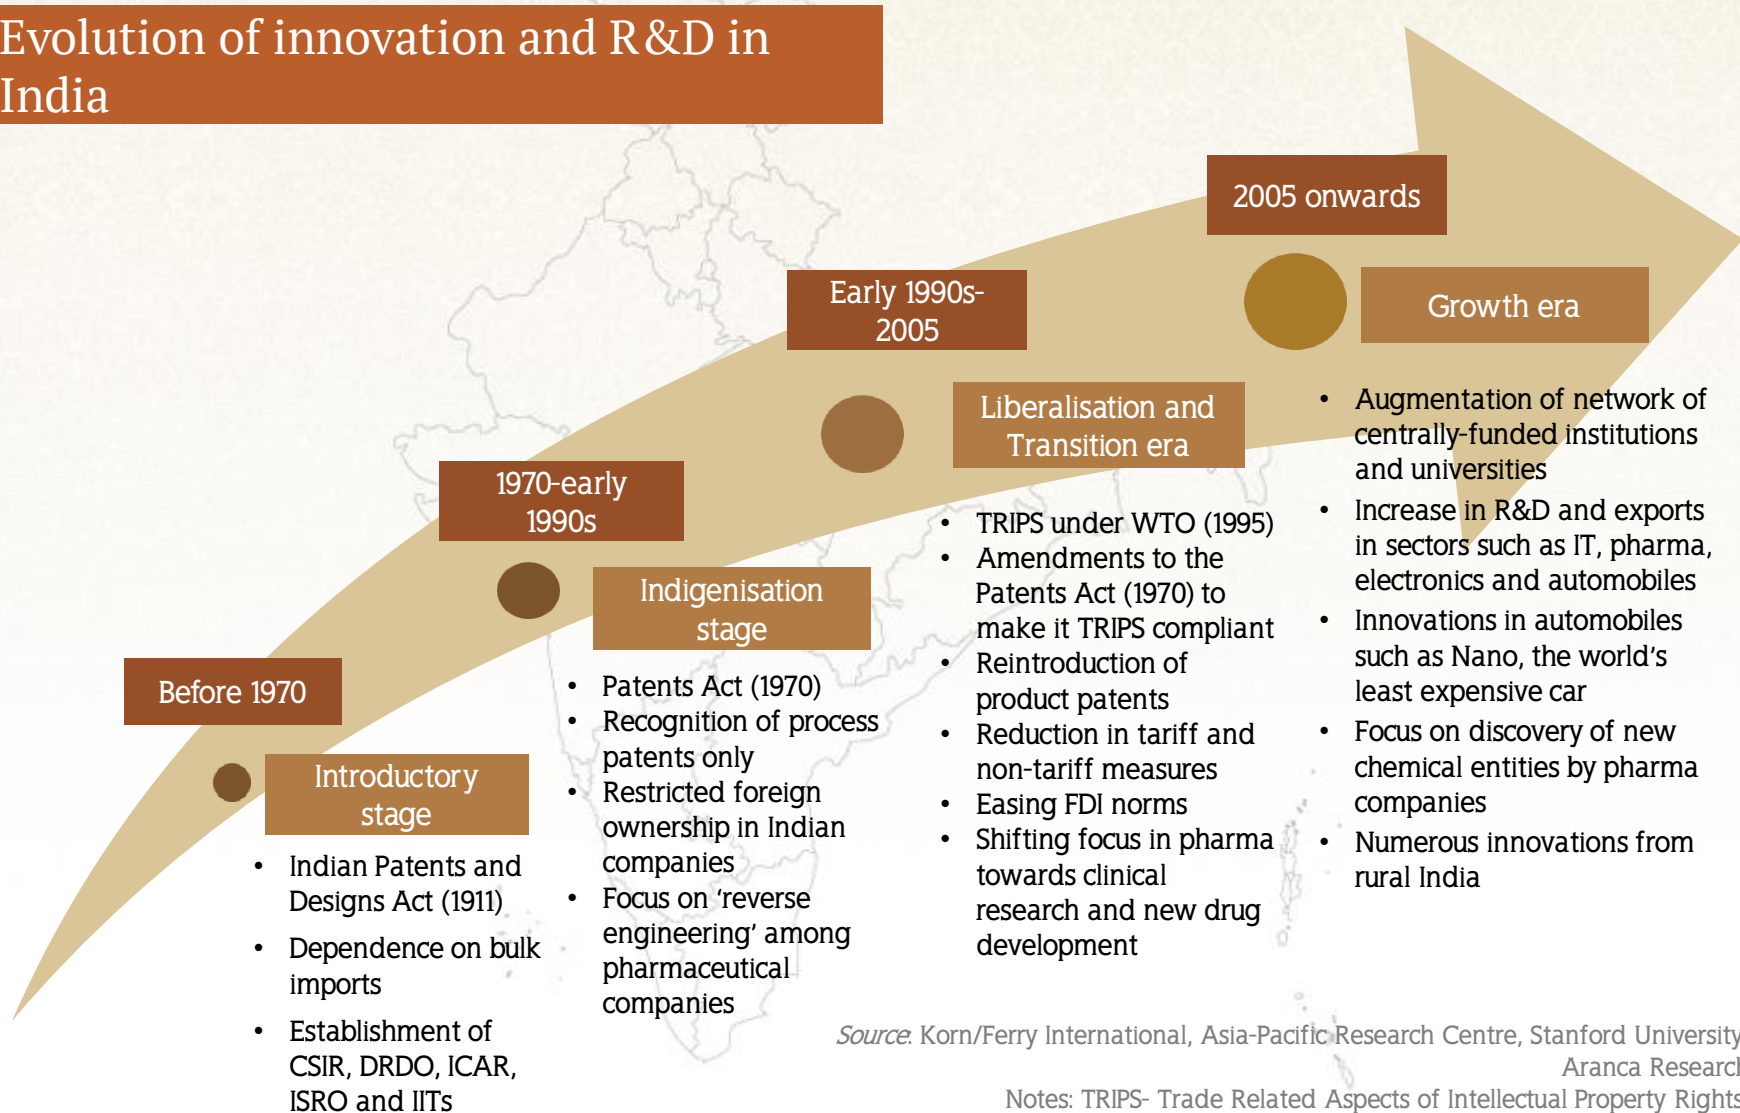 Evolution of innovation and R&D in
India
Before 1970
Introductory
stage
• Indian Patents and
Designs Act (1911)
• Dependence on bulk
imports
• Establishment of
CSIR, DRDO, ICAR,
ISRO and IITs
1970-early
1990s
Indigenisation
stage
• Patents Act (1970)
• Recognition of process
patents only
• Restricted foreign
ownership in Indian
companies
• Focus on ‘reverse
engineering’ among
pharmaceutical
companies
Early 1990s-
2005
Liberalisation and
Transition era
• TRIPS under WTO (1995)
• Amendments to the
Patents Act (1970) to
make it TRIPS compliant
• Reintroduction of
product patents
• Reduction in tariff and
non-tariff measures
• Easing FDI norms
• Shifting focus in pharma
towards clinical
research and new drug
development
2005 onwards
Growth era
• Augmentation of network of
centrally-funded institutions
and universities
• Increase in R&D and exports
in sectors such as IT, pharma,
electronics and automobiles
• Innovations in automobiles
such as Nano, the world’s
least expensive car
• Focus on discovery of new
chemical entities by pharma
companies
• Numerous innovations from
rural India
Source: Korn/Ferry International, Asia-Pacific Research Centre, Stanford University
Aranca Research
Notes: TRIPS- Trade Related Aspects of Intellectual Property Rights